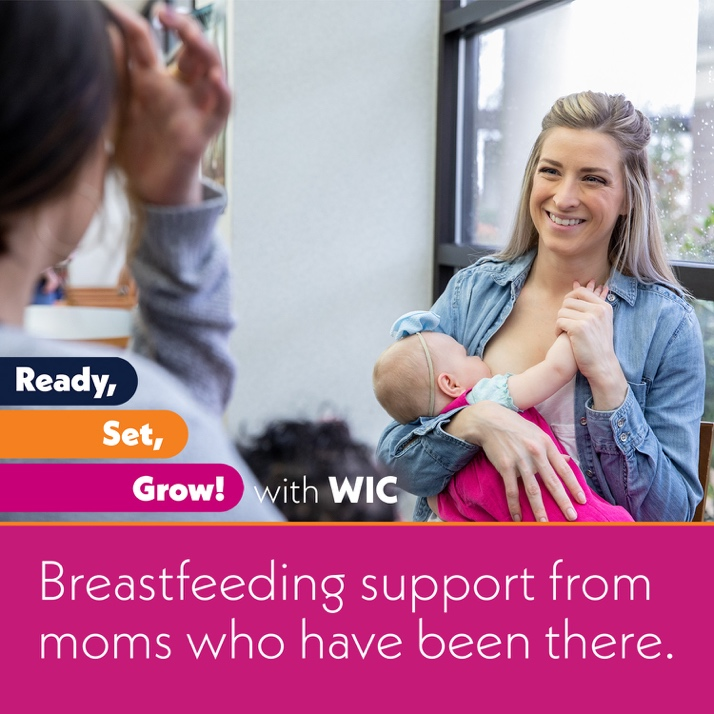 Ready,
Set,
Grow! with WIC
Breastfeeding support from
moms who have been there.